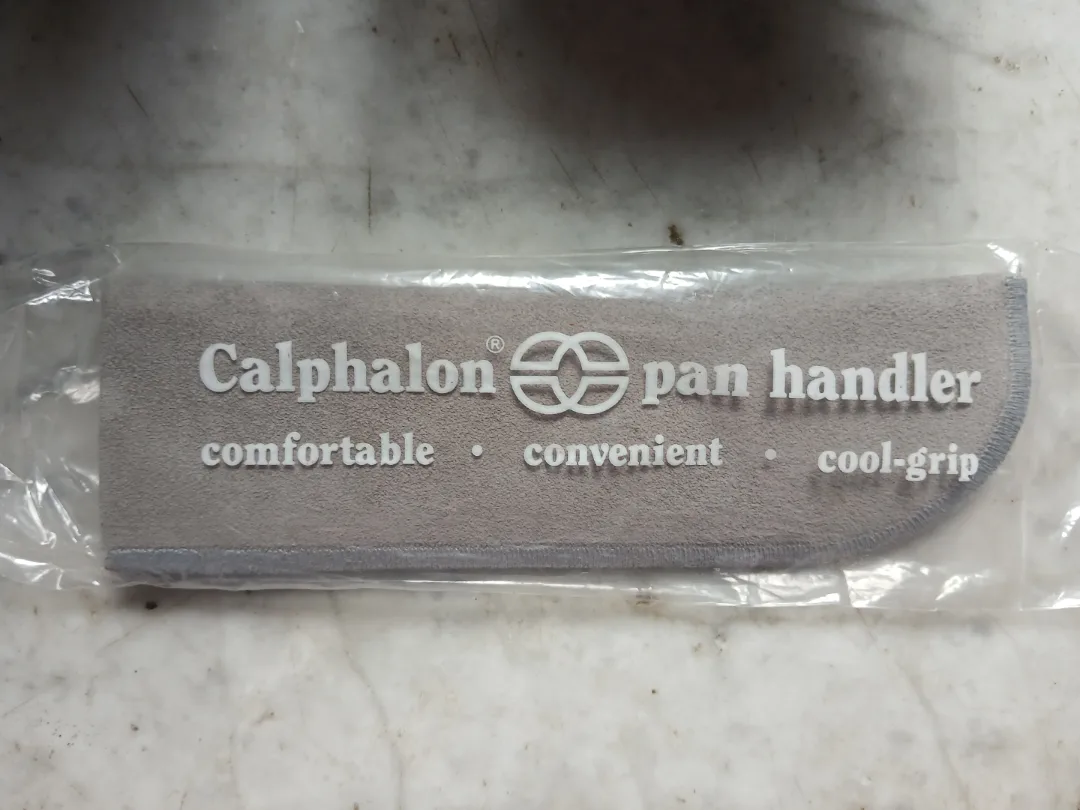 Calphalon® pan handler
comfortable • convenient • cool-grip